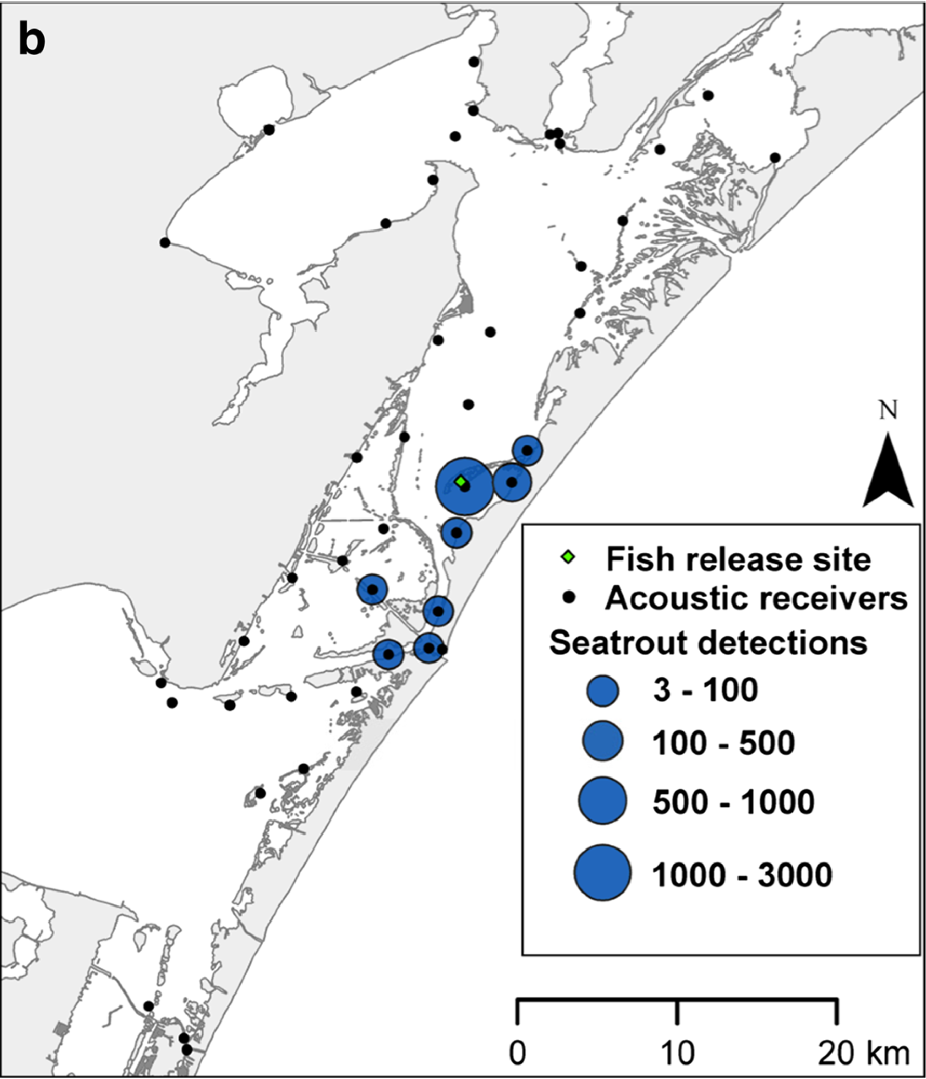 b
N
Fish release site
Acoustic receivers
Seatrout detections
3 - 100
100 - 500
500 - 1000
1000 - 3000
0 10 20 km